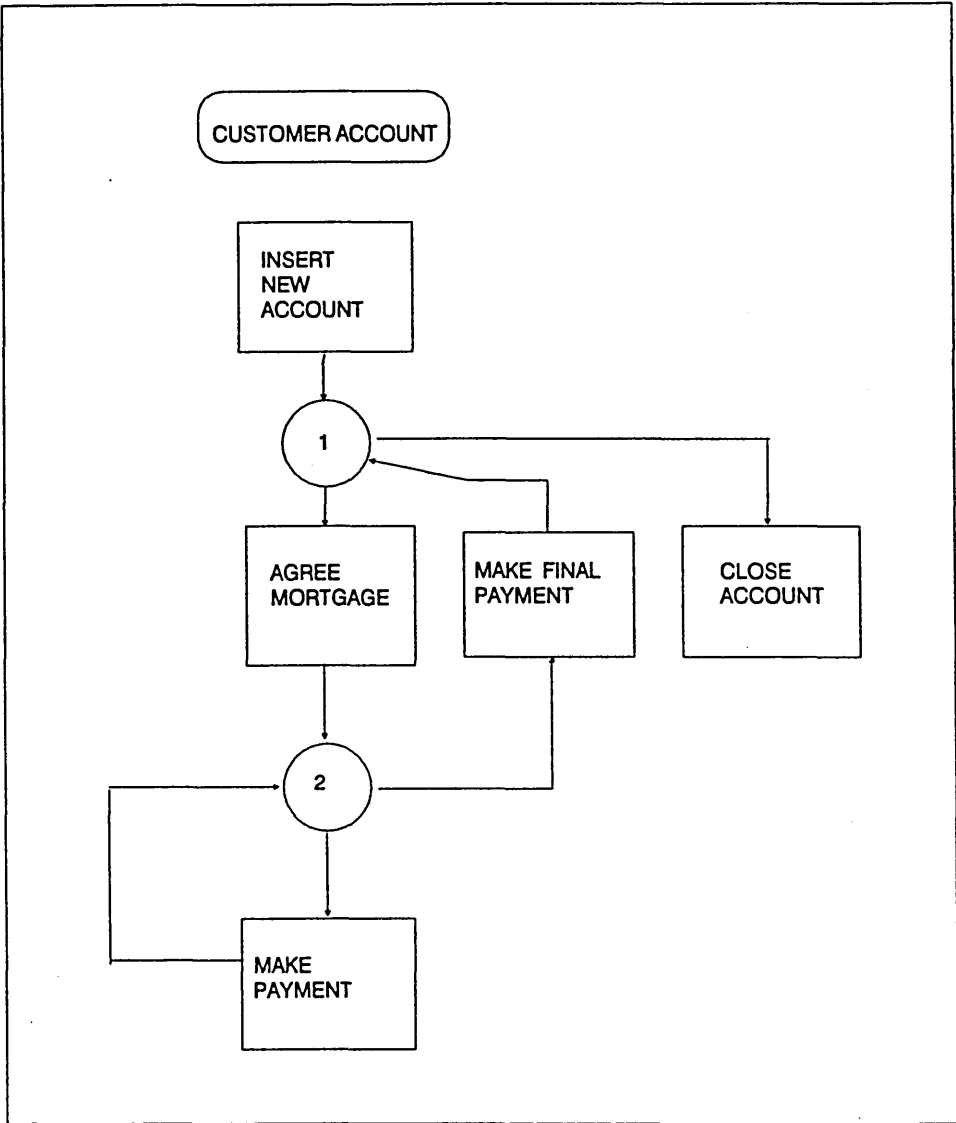 CUSTOMER ACCOUNT
INSERT
NEW
ACCOUNT
1
AGREE
MORTGAGE
MAKE FINAL
PAYMENT
CLOSE
ACCOUNT
2
MAKE
PAYMENT